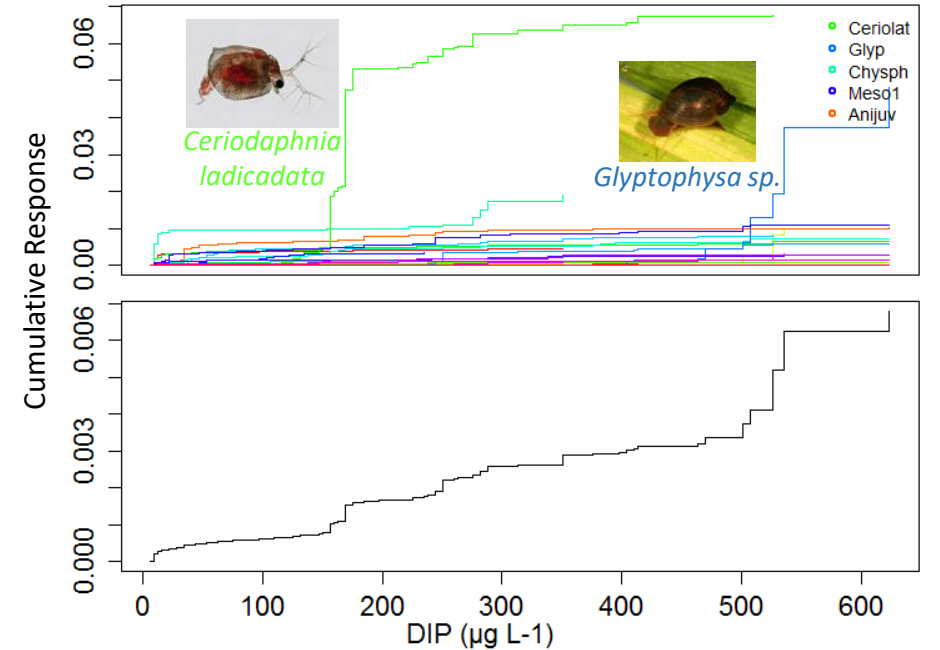 Cumulative Response
0.06
0.03
0.00
Ceriodaphnia
ladicadata
Glyptophysa sp.
Ceriolat
Glyp
Chysph
Meso1
Anijuv
0.006
0.003
0.000
0 100 200 300 400 500 600
DIP (µg L-1)